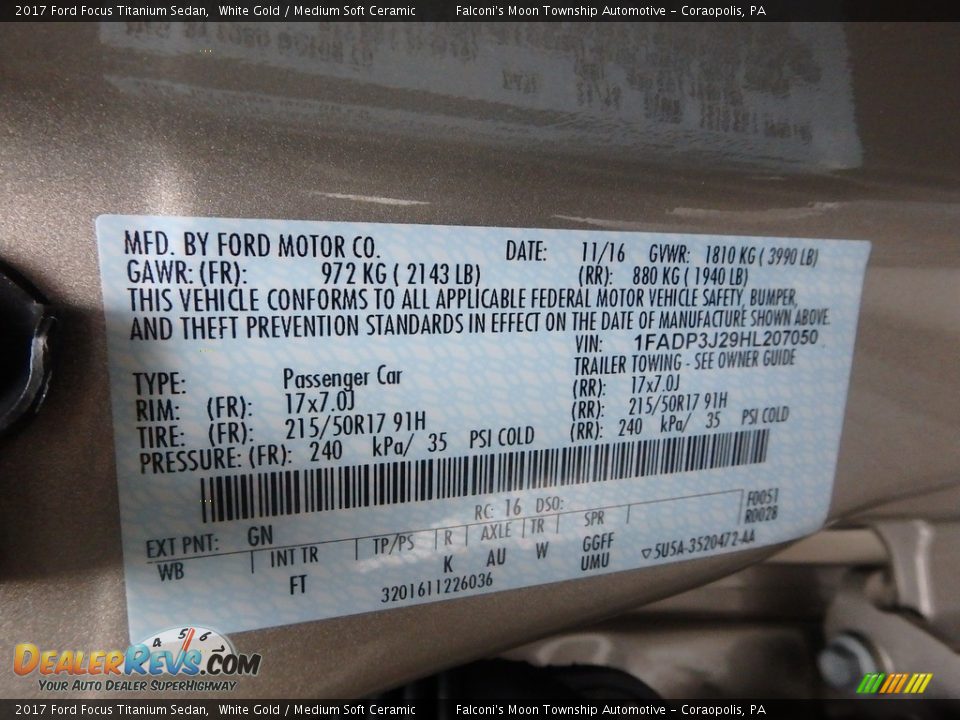 2017 Ford Focus Titanium Sedan, White Gold / Medium Soft Ceramic Falconi's Moon Township Automotive - Coraopolis, PA
MFD. BY FORD MOTOR CO. DATE: 11/16 GVWR: 1810 KG ( 3990 LB)
GAWR: (FR): 972 KG ( 2143 LB) (RR): 880 KG ( 1940 LB)
THIS VEHICLE CONFORMS TO ALL APPLICABLE FEDERAL MOTOR VEHICLE SAFETY, BUMPER,
AND THEFT PREVENTION STANDARDS IN EFFECT ON THE DATE OF MANUFACTURE SHOWN ABOVE.
VIN: 1FADP3J29HL207050
TRAILER TOWING - SEE OWNER GUIDE
TYPE: Passenger Car
RIM: (FR): 17x7.0J (RR): 17x7.0J
TIRE: (FR): 215/50R17 91H (RR): 215/50R17 91H
PRESSURE: (FR): 240 kPa/ 35 PSI COLD (RR): 240 kPa/ 35 PSI COLD
RC: 16 DSO: F0051
EXT PNT: GN R0028
WB INT TR TP/PS R AXLE TR SPR
FT K AU W GGFF ▽5U5A-3520472-AA
UMU
3201611226036
4 5 6
DEALERREVS.COM
YOUR AUTO DEALER SUPERHIGHWAY
2017 Ford Focus Titanium Sedan, White Gold / Medium Soft Ceramic Falconi's Moon Township Automotive - Coraopolis, PA